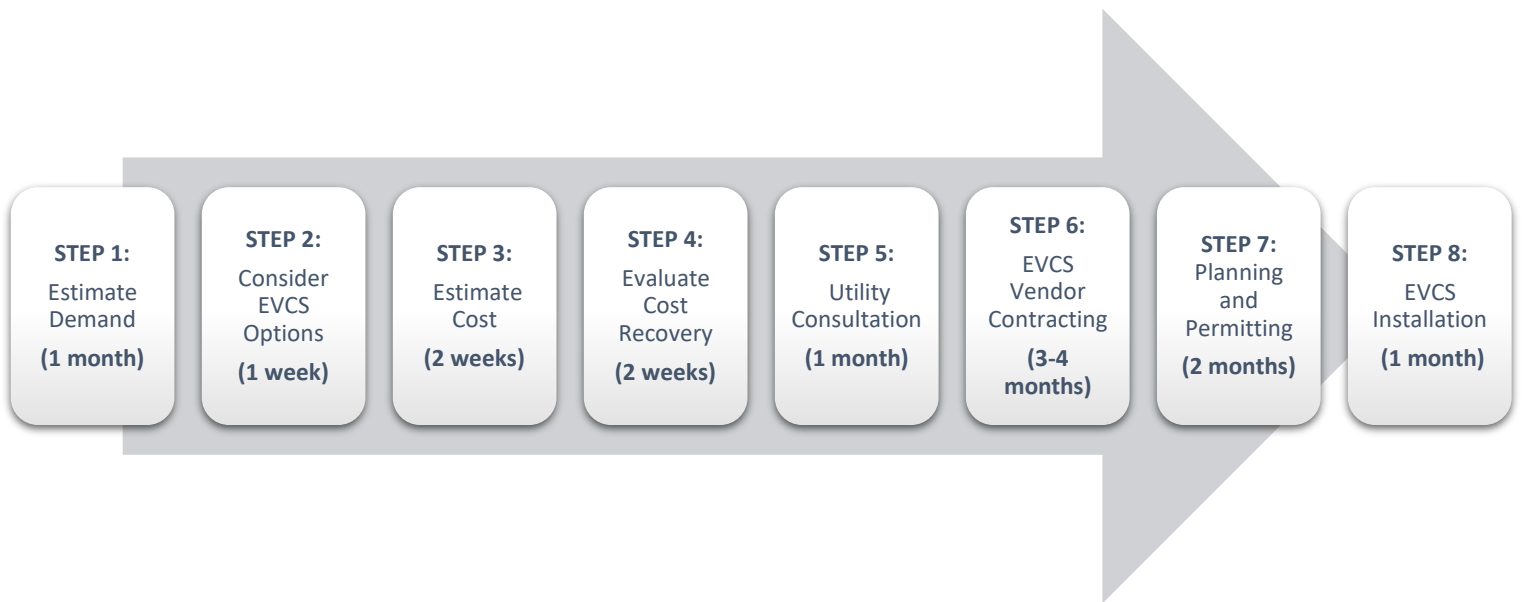 STEP 1:
Estimate
Demand
(1 month)
STEP 2:
Consider
EVCS
Options
(1 week)
STEP 3:
Estimate
Cost
(2 weeks)
STEP 4:
Evaluate
Cost
Recovery
(2 weeks)
STEP 5:
Utility
Consultation
(1 month)
STEP 6:
EVCS
Vendor
Contracting
(3-4
months)
STEP 7:
Planning
and
Permitting
(2 months)
STEP 8:
EVCS
Installation
(1 month)